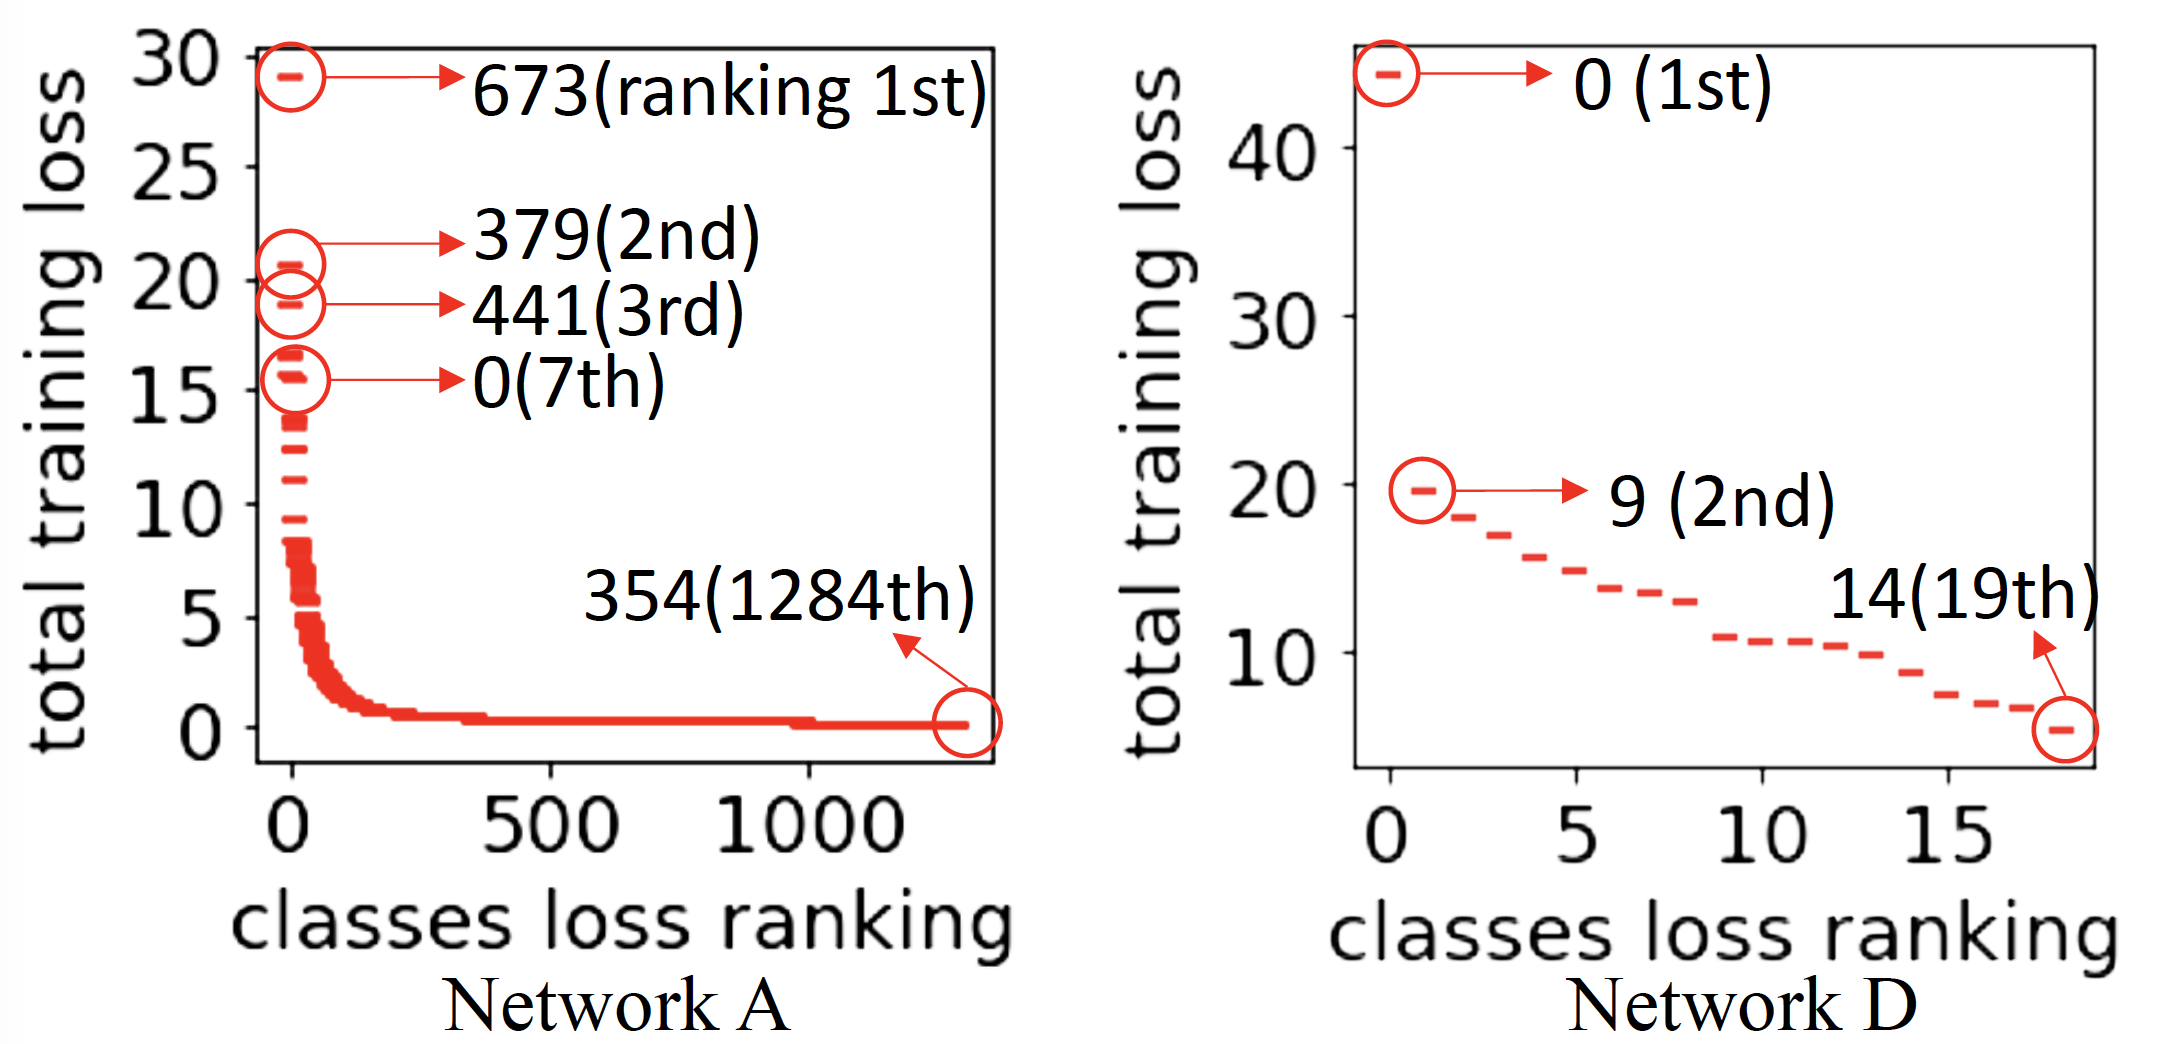 total training loss
30
25
20
15
10
5
0
673(ranking 1st)
379(2nd)
441(3rd)
0(7th)
354(1284th)
0 500 1000
classes loss ranking
Network A
total training loss
40
30
20
10
0 (1st)
9 (2nd)
14(19th)
0 5 10 15
classes loss ranking
Network D